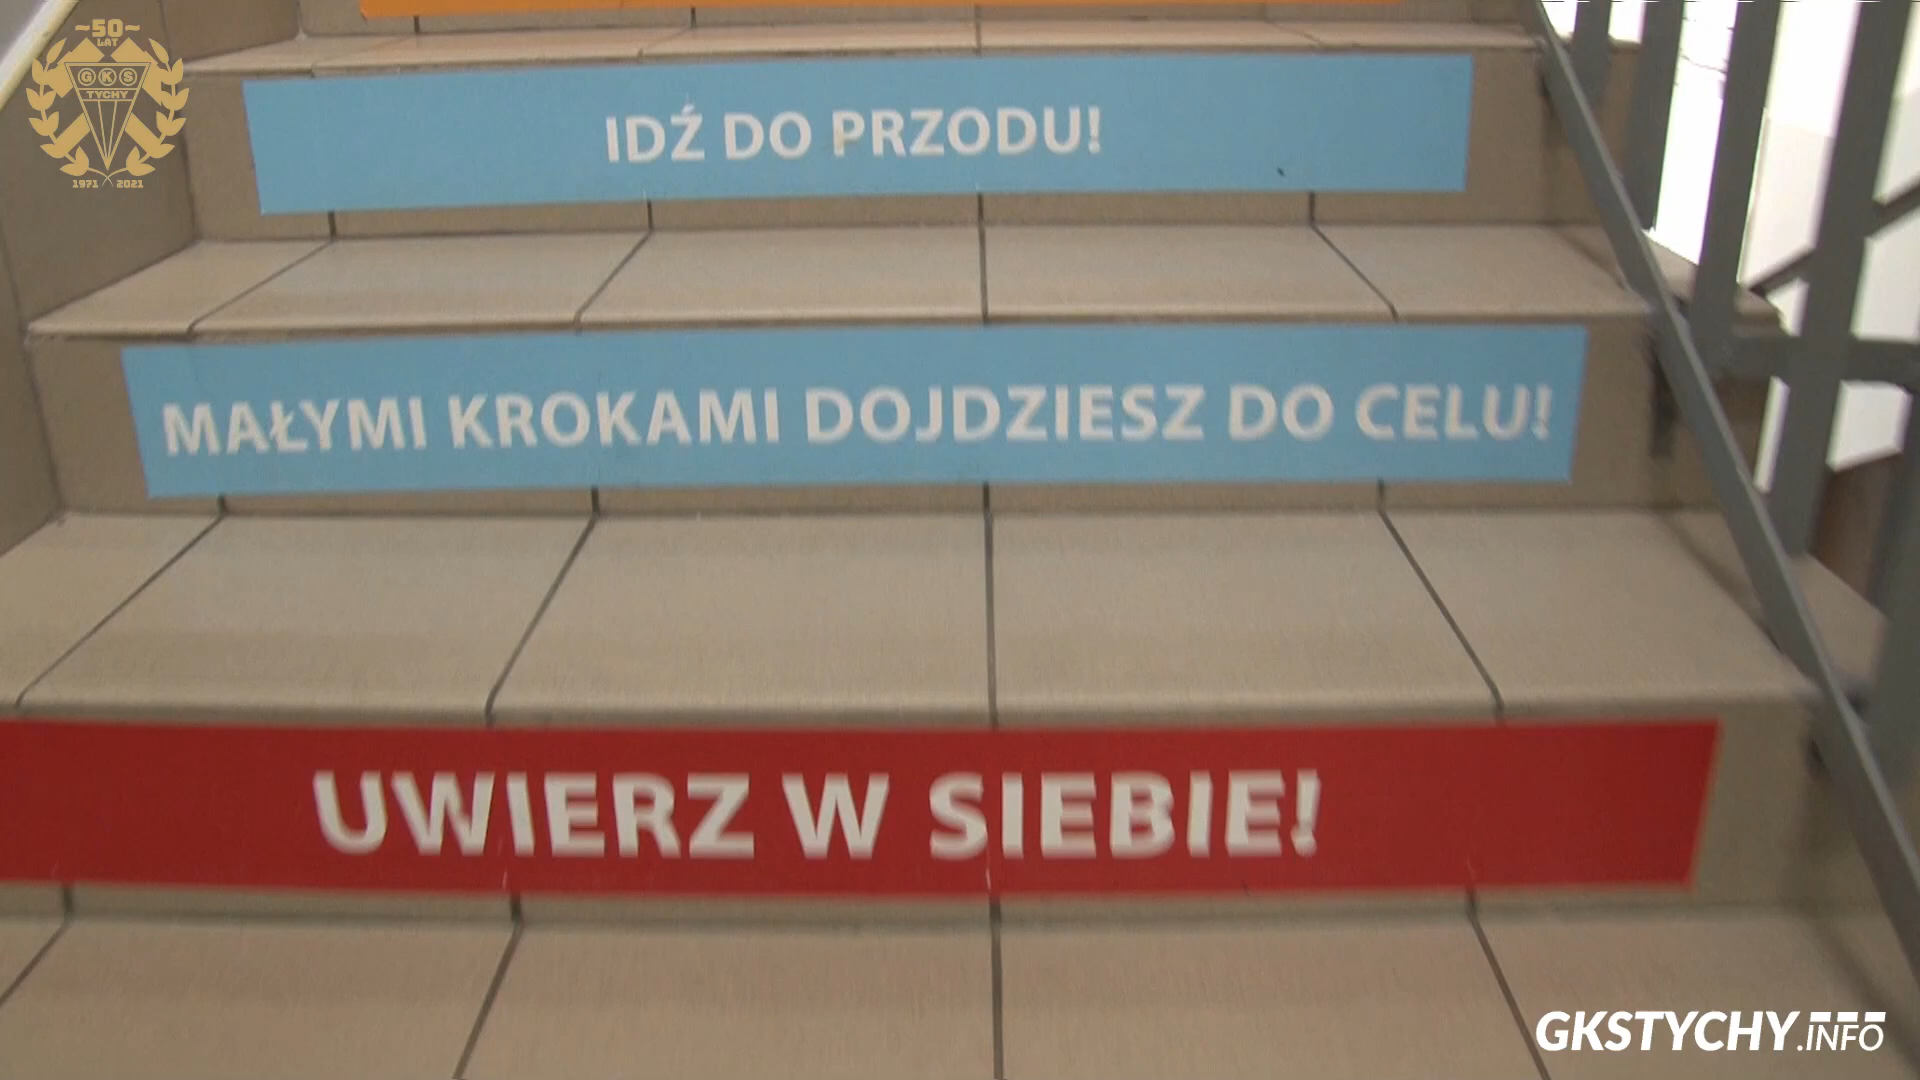 ~50~
LAT
GKS
TYCHY
1971 2021
IDŹ DO PRZODU!
MAŁYMI KROKAMI DOJDZIESZ DO CELU!
UWIERZ W SIEBIE!
GKSTYCHY.INFO